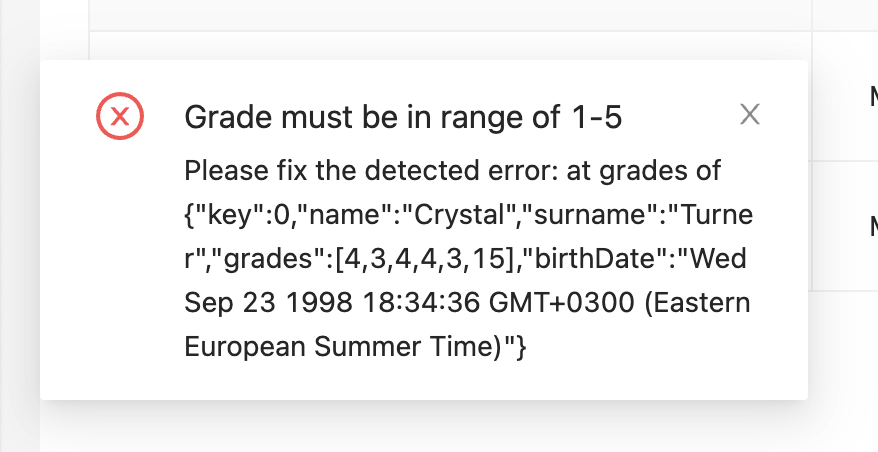 Grade must be in range of 1-5
Please fix the detected error: at grades of
{"key":0,"name":"Crystal","surname":"Turne
r","grades":[4,3,4,4,3,15],"birthDate":"Wed
Sep 23 1998 18:34:36 GMT+0300 (Eastern
European Summer Time)"}